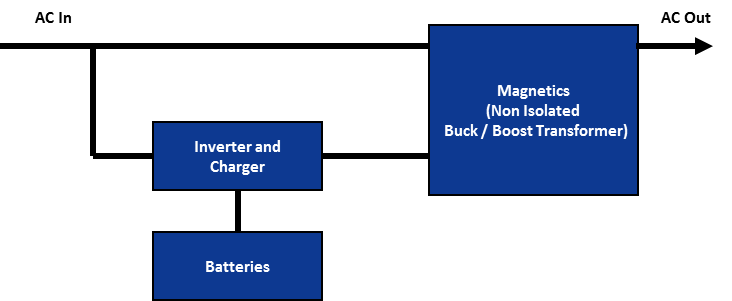 AC In
AC Out
Magnetics
(Non Isolated
Buck / Boost Transformer)
Inverter and
Charger
Batteries